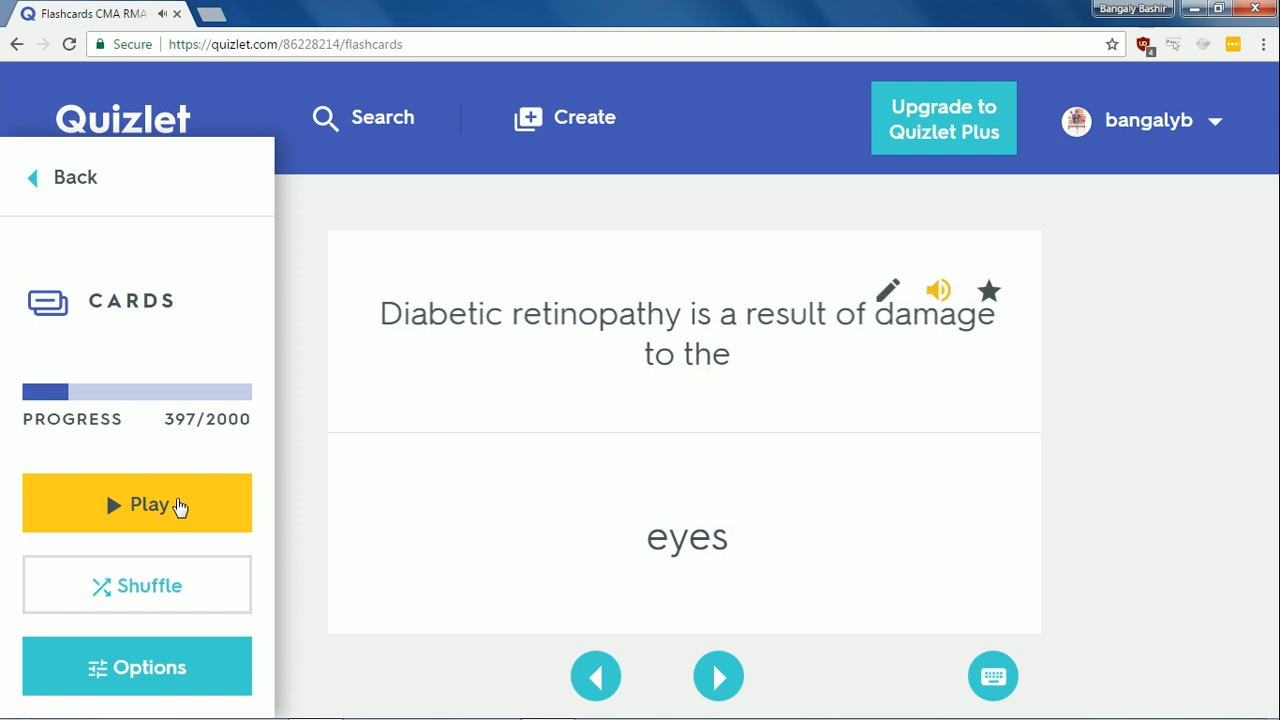 Flashcards CMA RMA
Bangaly Bashir
Secure
https://quizlet.com/86228214/flashcards
4
Quizlet
Search
Create
Upgrade to
Quizlet Plus
bangalyb
Back
CARDS
PROGRESS 397/2000
Play
Shuffle
Options
Diabetic retinopathy is a result of damage
to the
eyes